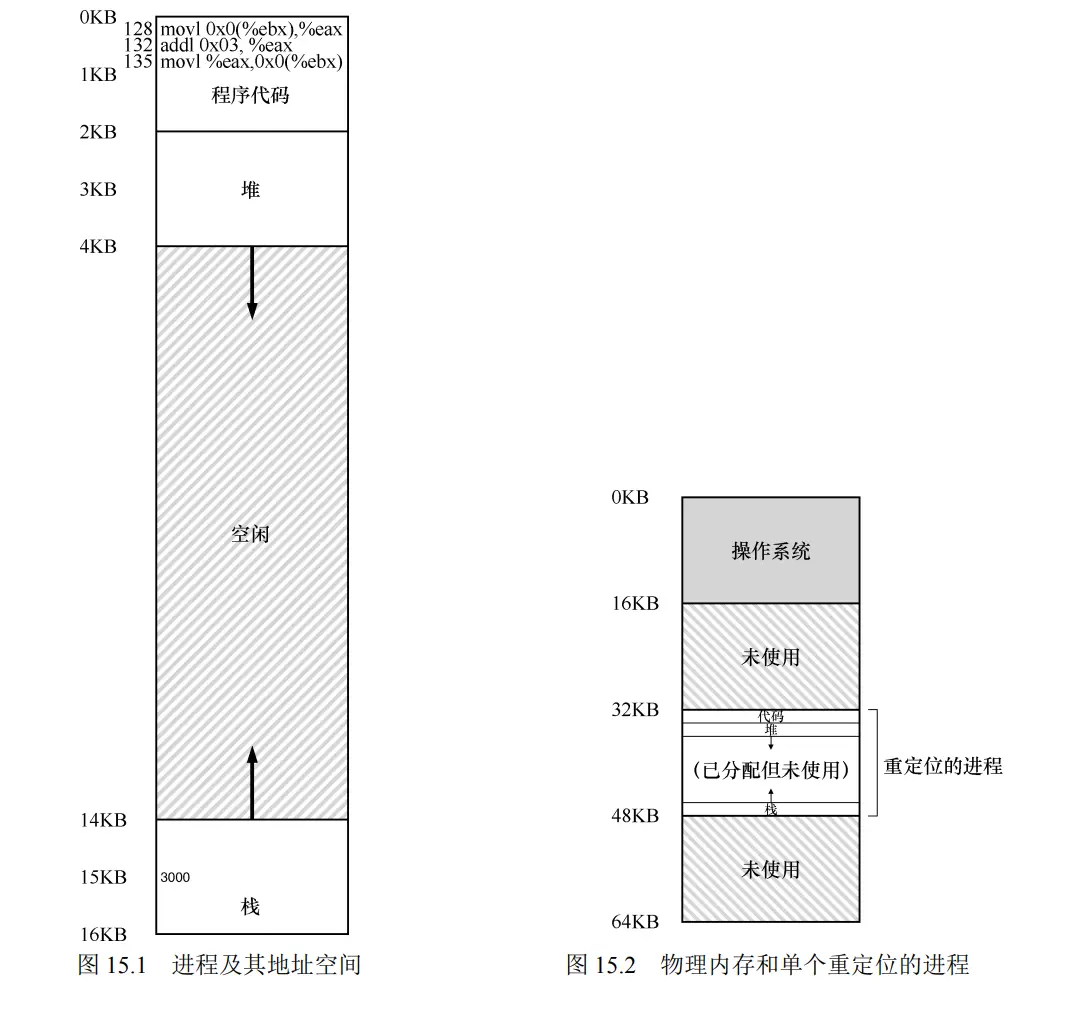 0KB
128 movl 0x0(%ebx),%eax
132 addl 0x03, %eax
135 movl %eax,0x0(%ebx)
1KB
程序代码
2KB
3KB 堆
4KB
空闲
14KB
15KB 3000
栈
16KB
图 15.1 进程及其地址空间
0KB
操作系统
16KB
未使用
32KB
代码
堆
(已分配但未使用) 重定位的进程
栈
48KB
未使用
64KB
图 15.2 物理内存和单个重定位的进程